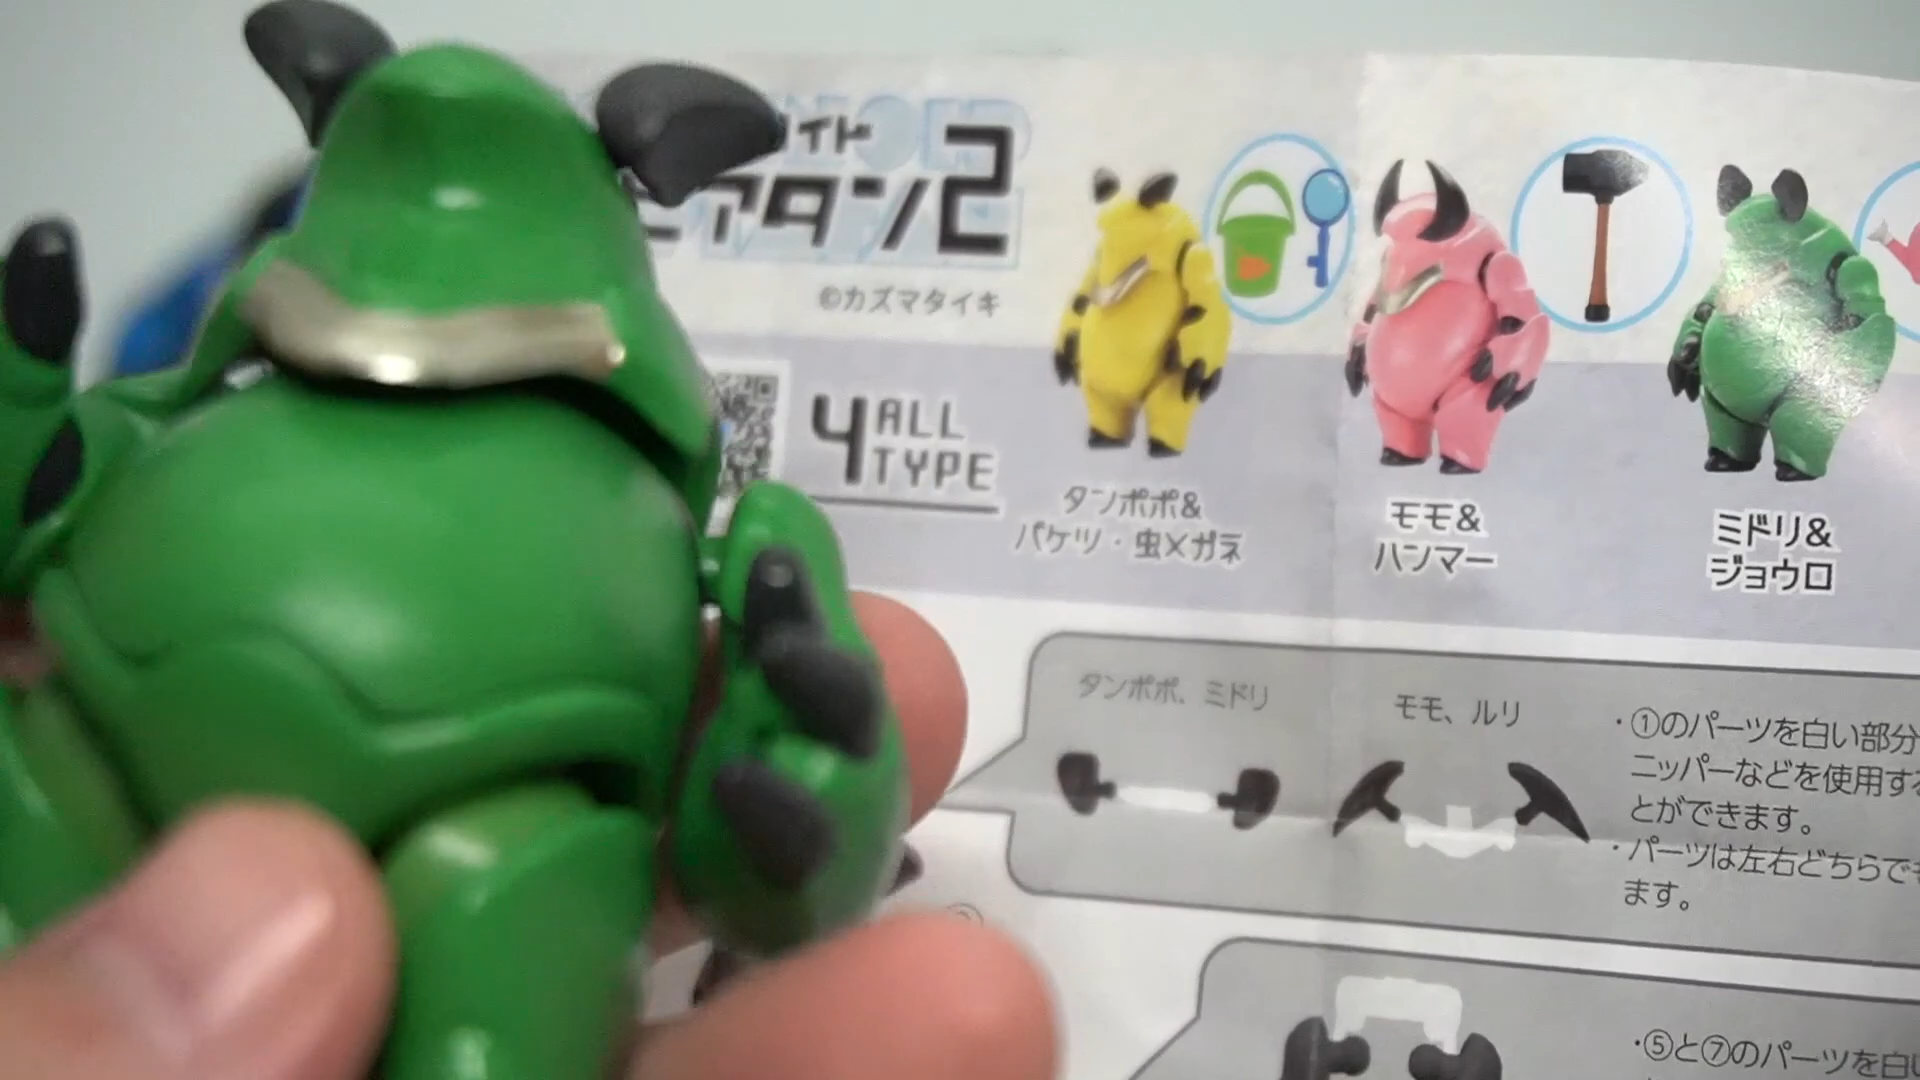 イド
ビアタン2
©カズマタイキ
4 ALL
TYPE
タンポポ&
バケツ・虫メガネ
モモ&
ハンマー
ミドリ&
ジョウロ
タンポポ、ミドリ
モモ、ルリ
・①のパーツを白い部分
ニッパーなどを使用する
とができます。
・パーツは左右どちらでも
ます。
・⑤と⑦のパーツを白い